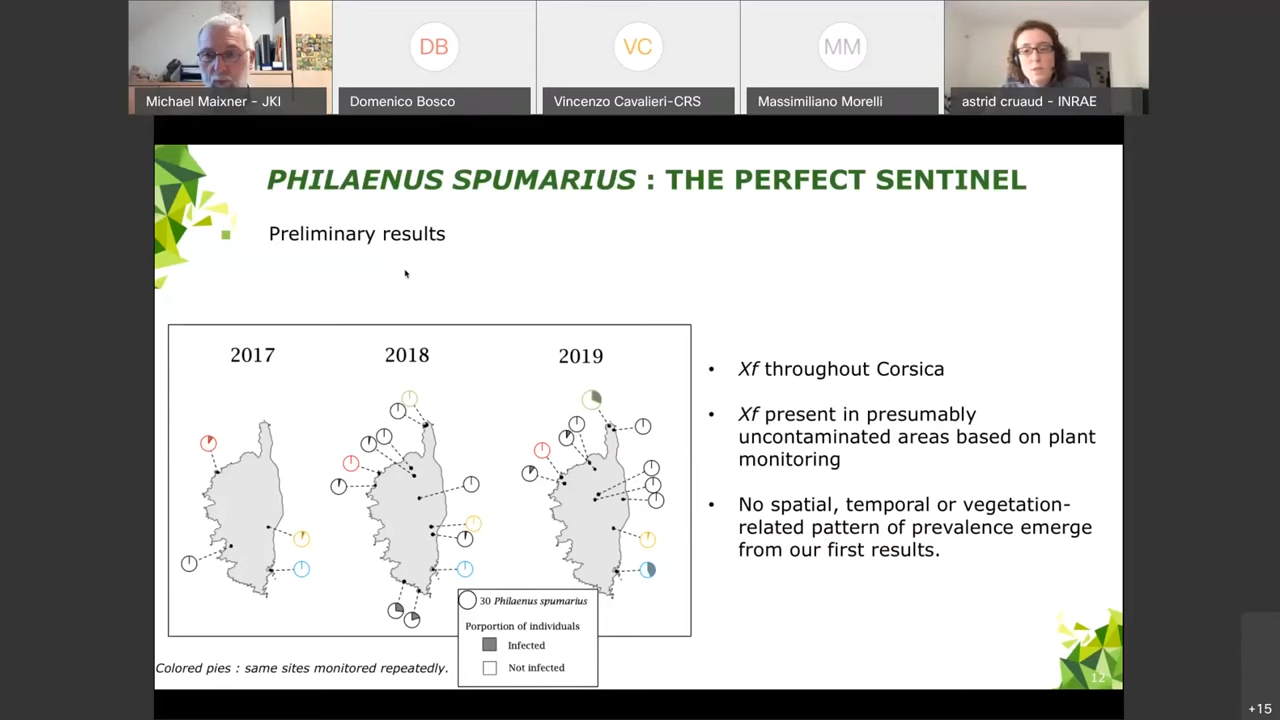 DB
VC
MM
Michael Maixner - JKI
Domenico Bosco
Vincenzo Cavalieri-CRS
Massimiliano Morelli
astrid cruaud - INRAE
PHILAENUS SPUMARIUS : THE PERFECT SENTINEL
Preliminary results
2017
2018
2019
30 Philaenus spumarius
Porportion of individuals
Infected
Not infected
Colored pies : same sites monitored repeatedly.
• Xf throughout Corsica
• Xf present in presumably
uncontaminated areas based on plant
monitoring
• No spatial, temporal or vegetation-
related pattern of prevalence emerge
from our first results.
12
+15